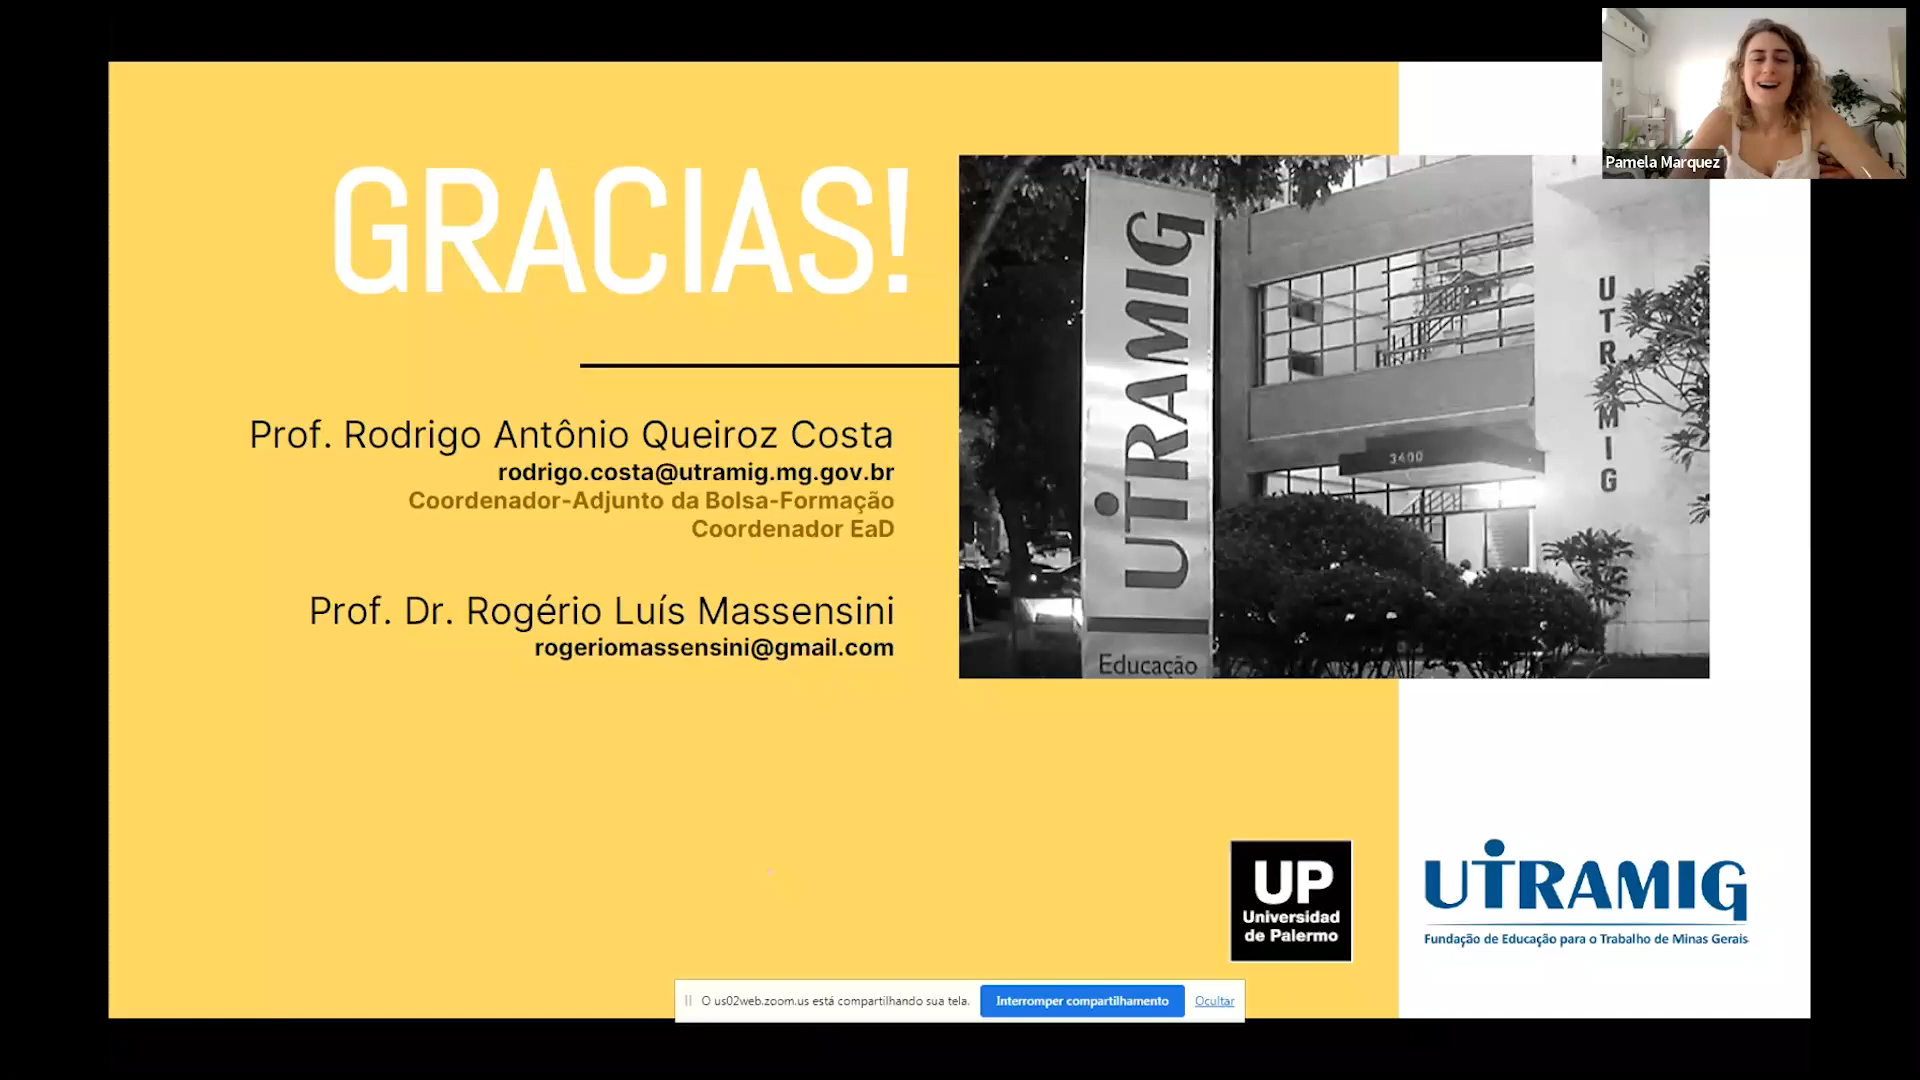 Pamela Marquez
GRACIAS!
Prof. Rodrigo Antônio Queiroz Costa
rodrigo.costa@utramig.mg.gov.br
Coordenador-Adjunto da Bolsa-Formação
Coordenador EaD
Prof. Dr. Rogério Luís Massensini
rogeriomassensini@gmail.com
UTRAMIG
Educação
3400
UTRAMIG
UP
Universidad
de Palermo
UTRAMIG
Fundação de Educação para o Trabalho de Minas Gerais
O us02web.zoom.us está compartilhando sua tela.
Interromper compartilhamento
Ocultar